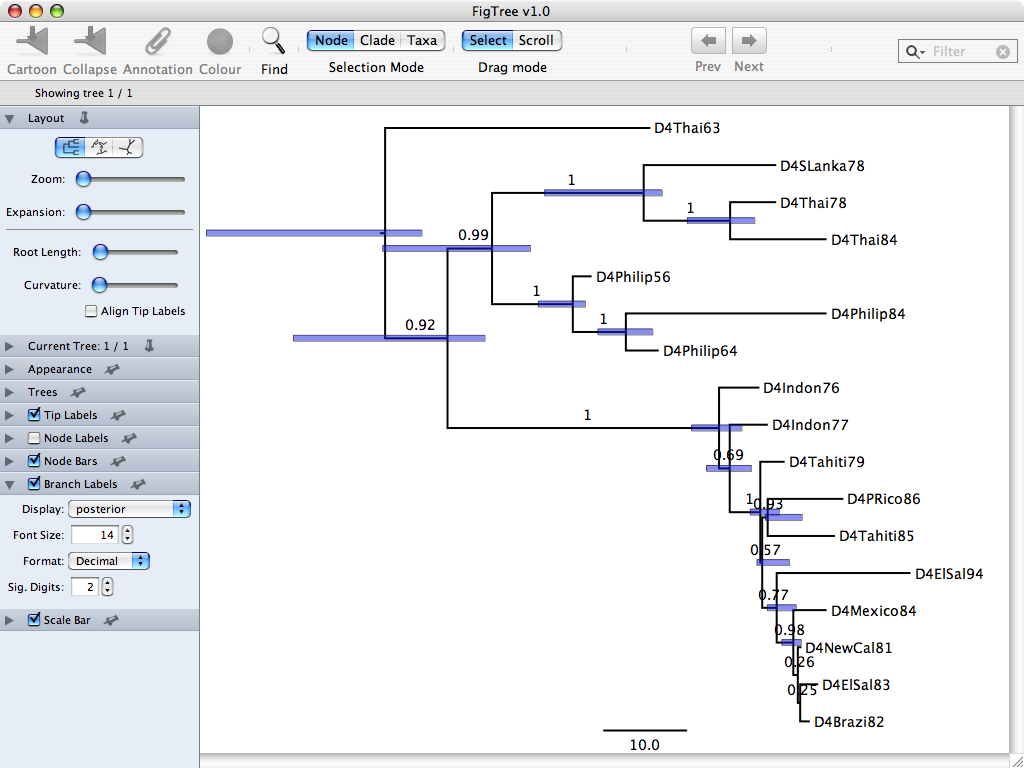 FigTree v1.0
Node Clade Taxa Select Scroll Filter
Cartoon Collapse Annotation Colour Find Selection Mode Drag mode Prev Next
Showing tree 1 / 1
Layout
Zoom:
Expansion:
Root Length:
Curvature:
Align Tip Labels
Current Tree: 1 / 1
Appearance
Trees
Tip Labels
Node Labels
Node Bars
Branch Labels
Display: posterior
Font Size: 14
Format: Decimal
Sig. Digits: 2
Scale Bar
D4Thai63
D4SLanka78
1
D4Thai78
1
0.99
D4Thai84
D4Philip56
1
D4Philip84
1
0.92
D4Philip64
D4Indon76
1
D4Indon77
0.69
D4Tahiti79
D4PRico86
1
0.93
D4Tahiti85
0.57
D4ElSal94
0.77
D4Mexico84
0.98
D4NewCal81
0.26
D4ElSal83
0.25
D4Brazi82
10.0